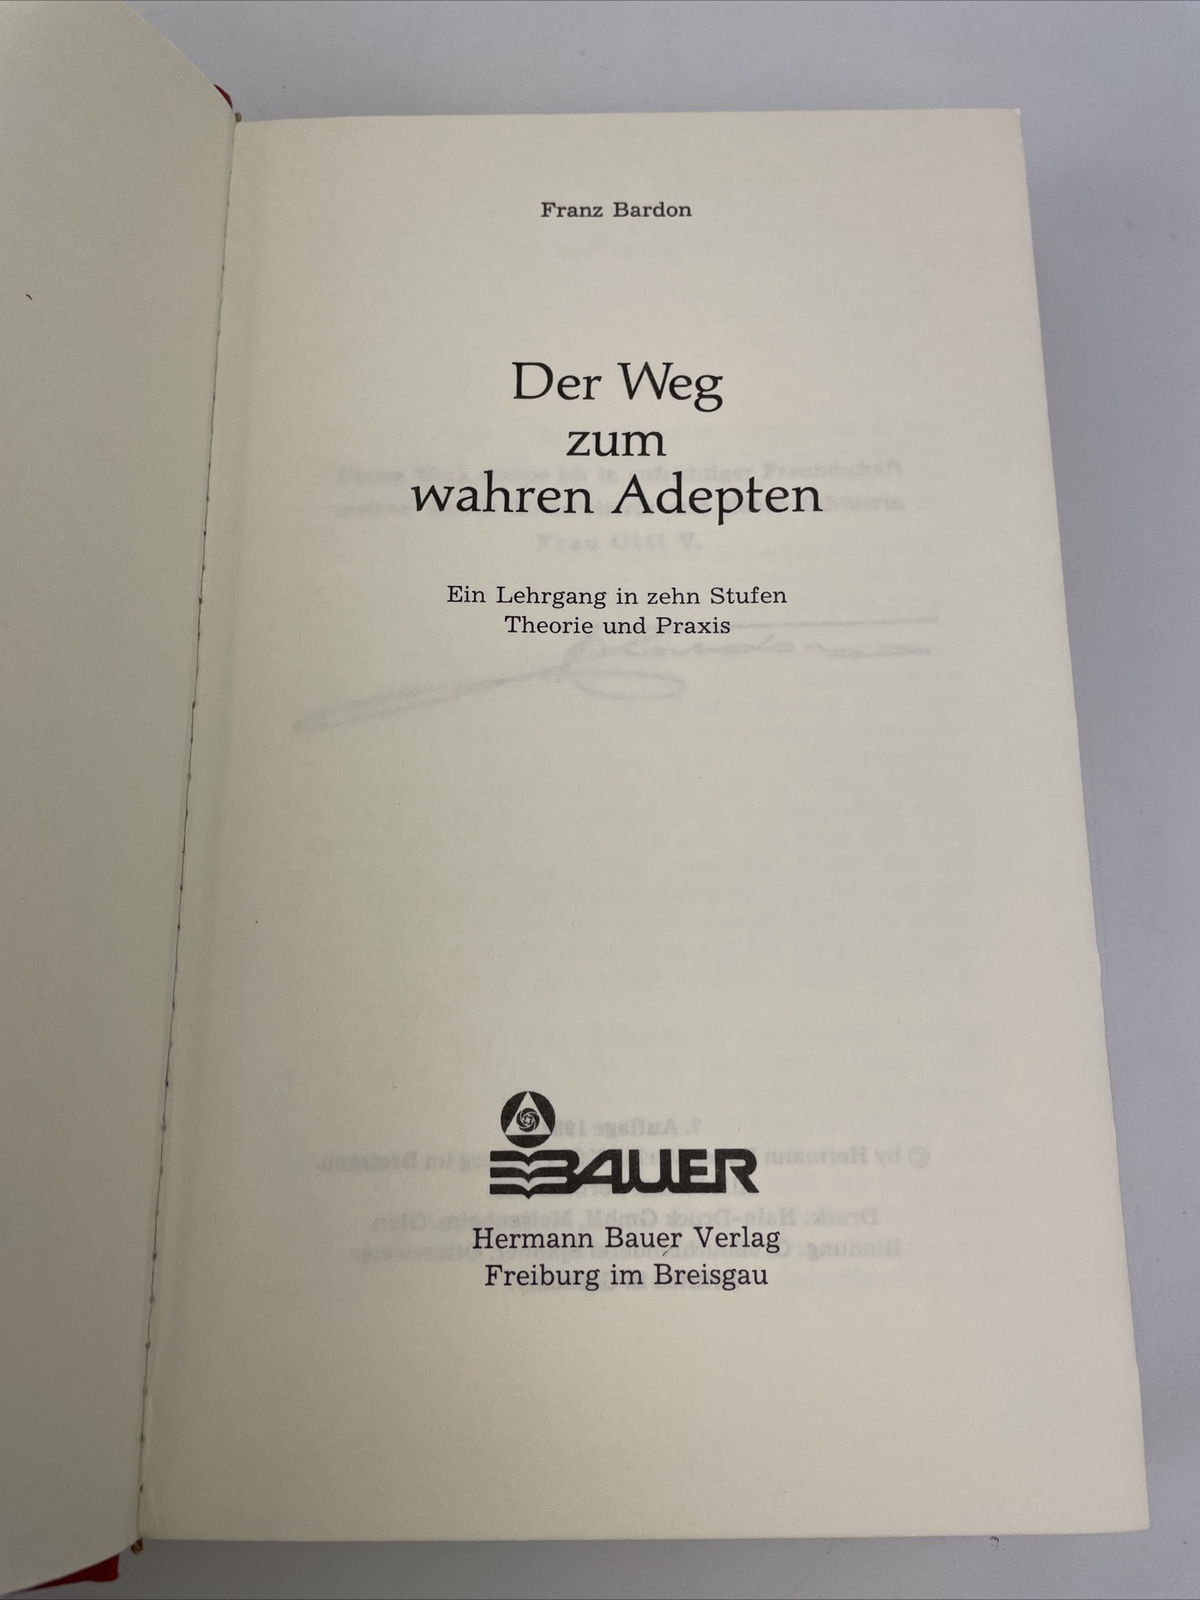 Franz Bardon
Der Weg
zum
wahren Adepten
Ein Lehrgang in zehn Stufen
Theorie und Praxis
BAUER
Hermann Bauer Verlag
Freiburg im Breisgau